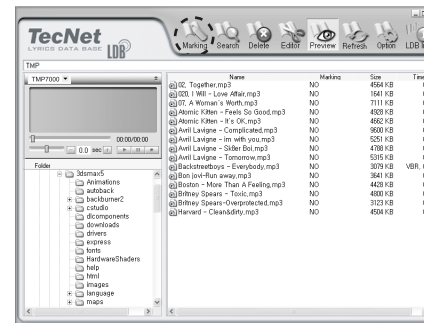 TecNet
LYRICS DATA BASE LDB
Marking Search Delete Editor Preview Refresh Option LDB
TMP
TMP7000
00:00/00:00
0.0 sec
Folder
3dsmax5
Animations
autoback
backburner2
cstudio
dlcomponents
downloads
drivers
express
fonts
HardwareShaders
help
html
images
language
maps
Name Marking Size Time
02, Together,mp3 NO 4564 KB
020, I Will - Love Affair,mp3 NO 1641 KB
07, A Woman`s Worth,mp3 NO 7111 KB
Atomic Kitten - Feels So Good,mp3 NO 4928 KB
Atomic Kitten - It`s OK,mp3 NO 4662 KB
Avril Lavigne - Complicated,mp3 NO 9600 KB
Avril Lavigne - Im with you,mp3 NO 5251 KB
Avril Lavigne - Sk8er Boi,mp3 NO 4788 KB
Avril Lavigne - Tomorrow,mp3 NO 5315 KB
Backstreetboys - Everybody,mp3 NO 3079 KB VBR,
Bon jovi-Run away,mp3 NO 3641 KB
Boston - More Than A Feeling,mp3 NO 4428 KB
Britney Spears - Toxic,mp3 NO 4800 KB
Britney Spears-Overprotected,mp3 NO 3123 KB
Harvard - Clean&dirty,mp3 NO 4504 KB